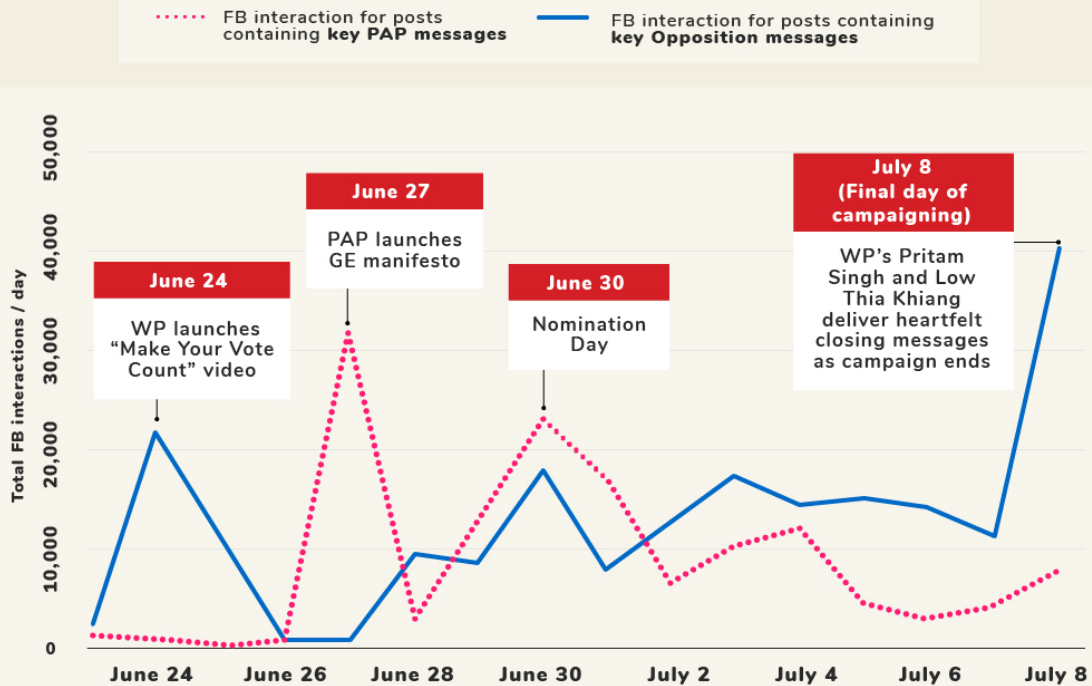 FB interaction for posts
containing key PAP messages
FB interaction for posts containing
key Opposition messages
Total FB interactions / day
50,000
40,000
30,000
20,000
10,000
0
June 24
WP launches
“Make Your Vote
Count” video
June 27
PAP launches
GE manifesto
June 30
Nomination
Day
July 8
(Final day of
campaigning)
WP’s Pritam
Singh and Low
Thia Khiang
deliver heartfelt
closing messages
as campaign ends
June 24
June 26
June 28
June 30
July 2
July 4
July 6
July 8